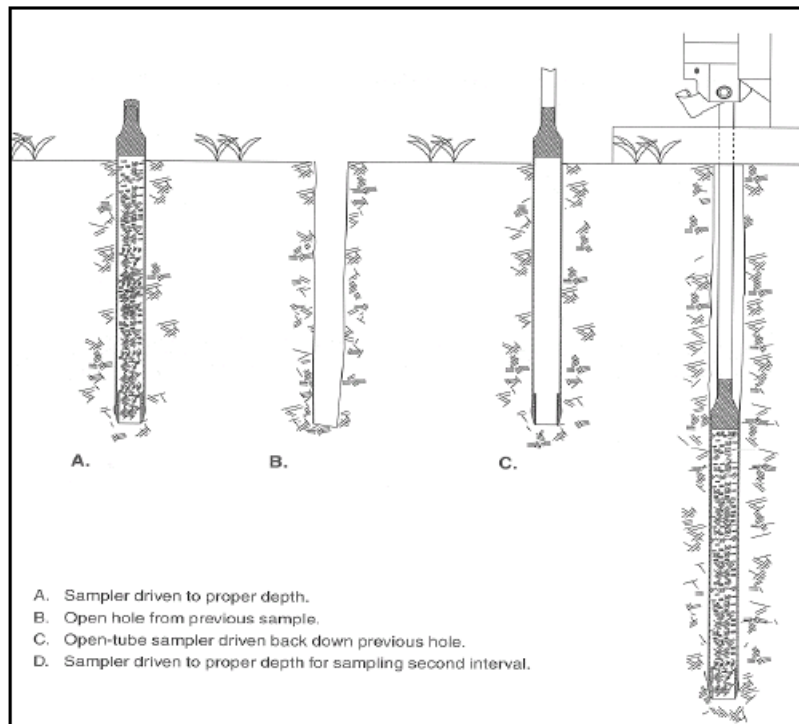 A.
B.
C.
A. Sampler driven to proper depth.
B. Open hole from previous sample.
C. Open-tube sampler driven back down previous hole.
D. Sampler driven to proper depth for sampling second interval.